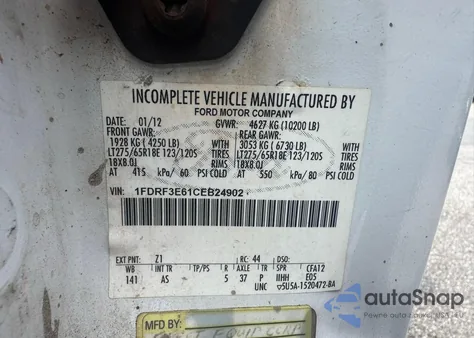 INCOMPLETE VEHICLE MANUFACTURED BY
FORD MOTOR COMPANY
DATE: 01/12 GVWR: 4627 KG (10200 LB)
FRONT GAWR: REAR GAWR:
1928 KG ( 4250 LB) WITH 3053 KG ( 6730 LB) WITH
LT275/65R18E 123/120S TIRES LT275/65R18E 123/120S TIRES
18X8.0J RIMS 18X8.0J RIMS
AT 415 kPa/ 60 PSI COLD AT 550 kPa/ 80 PSI COLD
VIN: 1FDRF3E61CEB24902
EXT PNT: Z1 RC: 44 DSO:
WB INT TR TP/PS R AXLE TR SPR CFA12
141 AS 5 37 P IIHH E05
UNC 5U5A-1520472-BA
MFD BY:
EQUIP
autoSnap